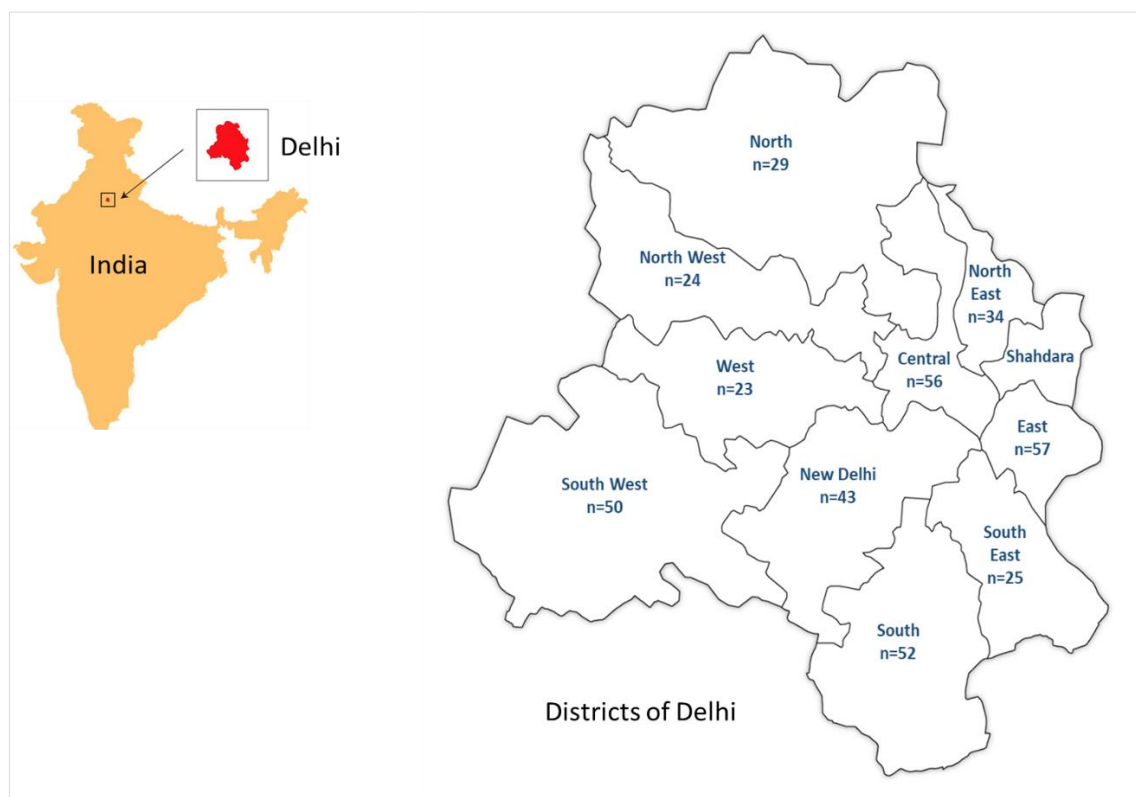 Delhi
India
North
n=29
North West
n=24
North
East
n=34
Shahdara
Central
n=56
West
n=23
East
n=57
New Delhi
n=43
South West
n=50
South
East
n=25
South
n=52
Districts of Delhi